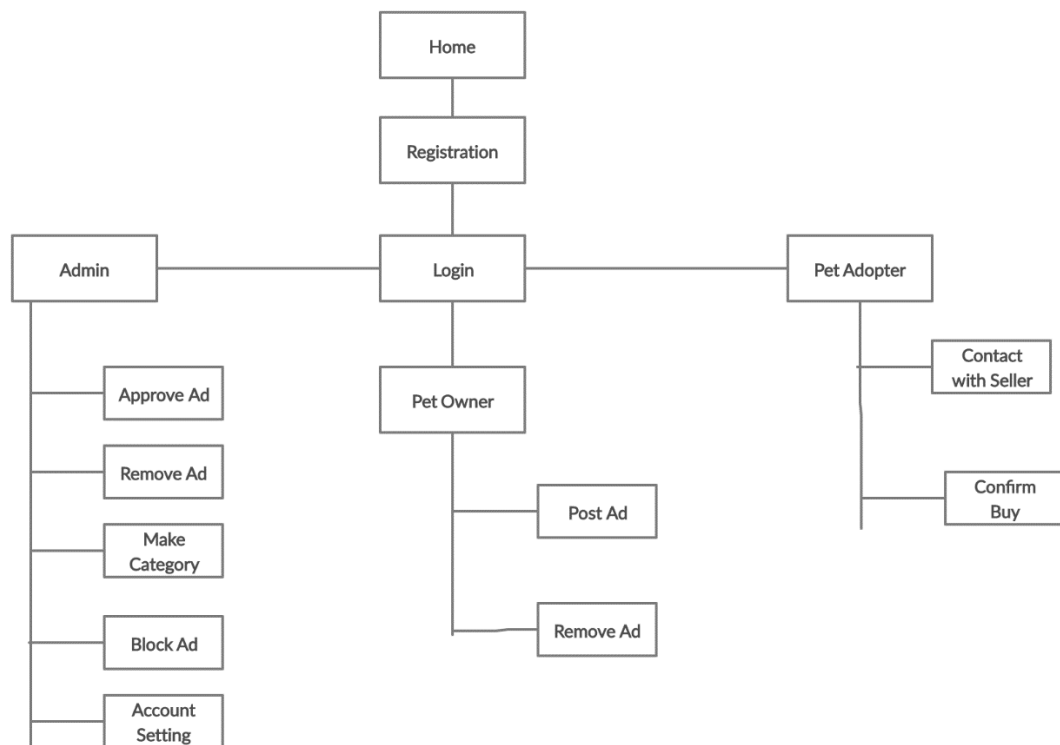 Home
Registration
Admin
Login
Pet Adopter
Contact
with Seller
Approve Ad
Pet Owner
Remove Ad
Confirm
Buy
Post Ad
Make
Category
Block Ad
Remove Ad
Account
Setting